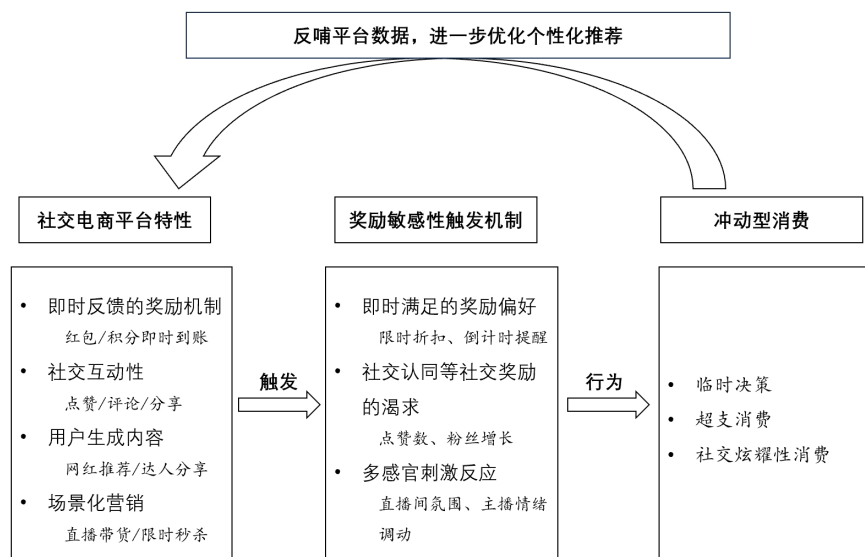 反哺平台数据，进一步优化个性化推荐
社交电商平台特性
奖励敏感性触发机制
冲动型消费
• 即时反馈的奖励机制
红包/积分即时到账
• 社交互动性
点赞/评论/分享
• 用户生成内容
网红推荐/达人分享
• 场景化营销
直播带货/限时秒杀
触发
• 即时满足的奖励偏好
限时折扣、倒计时提醒
• 社交认同等社交奖励
的渴求
点赞数、粉丝增长
• 多感官刺激反应
直播间氛围、主播情绪
调动
行为
• 临时决策
• 超支消费
• 社交炫耀性消费